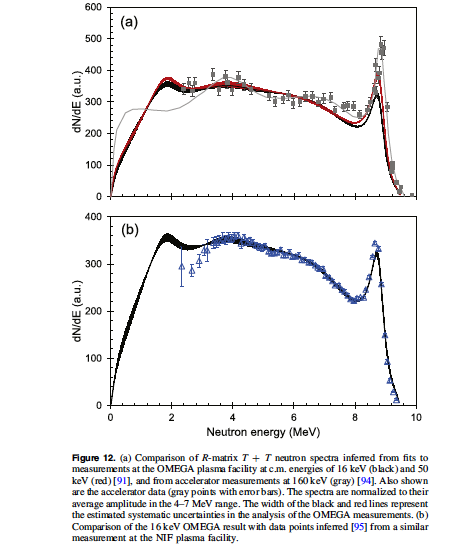 (a)
600
500
400
300
200
100
0
dN/dE (a.u.)
(b)
400
300
200
100
0
dN/dE (a.u.)
0 2 4 6 8 10
Neutron energy (MeV)
Figure 12. (a) Comparison of R-matrix T + T neutron spectra inferred from fits to
measurements at the OMEGA plasma facility at c.m. energies of 16 keV (black) and 50
keV (red) [91], and from accelerator measurements at 160 keV (gray) [94]. Also shown
are the accelerator data (gray points with error bars). The spectra are normalized to their
average amplitude in the 4–7 MeV range. The width of the black and red lines represent
the estimated systematic uncertainties in the analysis of the OMEGA measurements. (b)
Comparison of the 16 keV OMEGA result with data points inferred [95] from a similar
measurement at the NIF plasma facility.